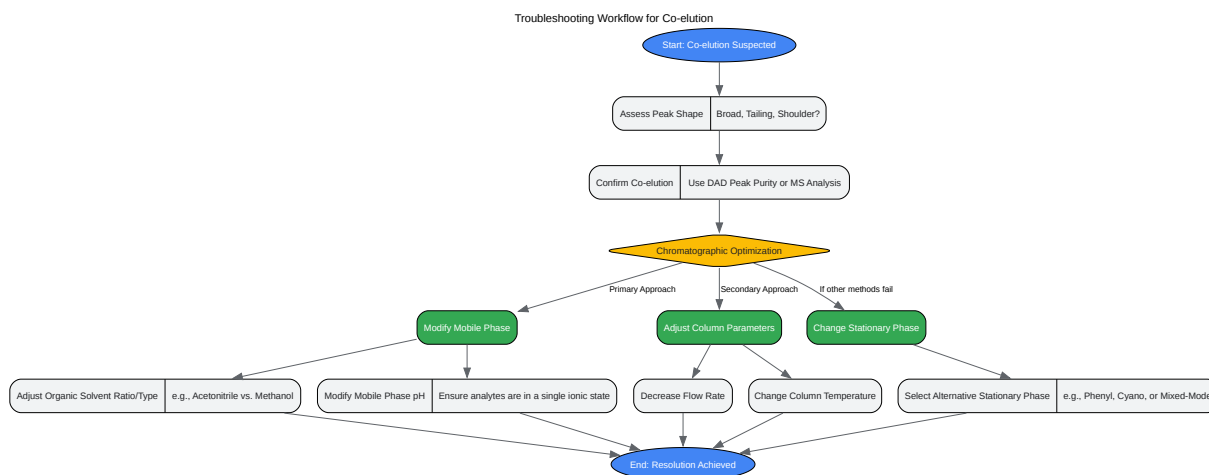 Troubleshooting Workflow for Co-elution
Start: Co-elution Suspected
Assess Peak Shape
Broad, Tailing, Shoulder?
Confirm Co-elution
Use DAD Peak Purity or MS Analysis
Chromatographic Optimization
Primary Approach
Secondary Approach
If other methods fail
Modify Mobile Phase
Adjust Column Parameters
Change Stationary Phase
Adjust Organic Solvent Ratio/Type
e.g., Acetonitrile vs. Methanol
Modify Mobile Phase pH
Ensure analytes are in a single ionic state
Decrease Flow Rate
Change Column Temperature
Select Alternative Stationary Phase
e.g., Phenyl, Cyano, or Mixed-Mode
End: Resolution Achieved